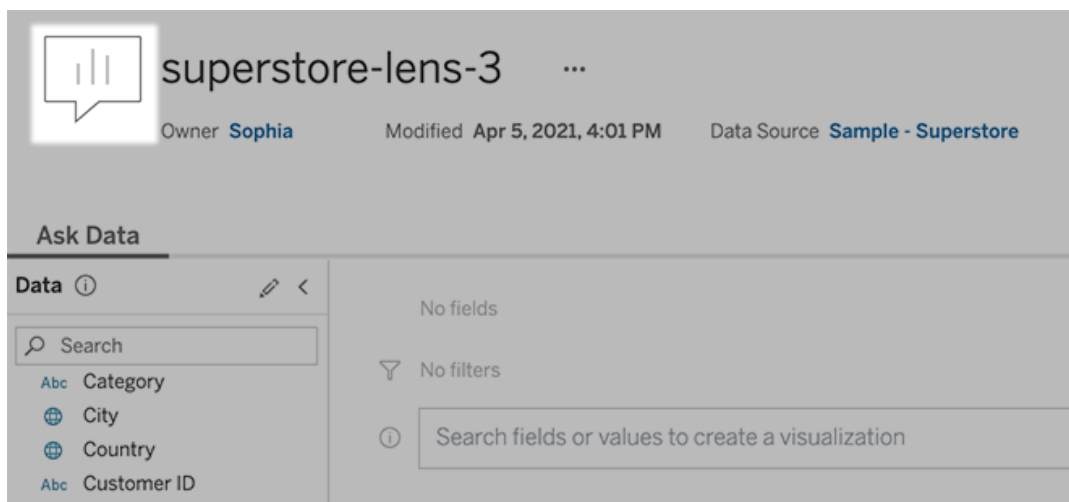 superstore-lens-3 ...
Owner Sophia Modified Apr 5, 2021, 4:01 PM Data Source Sample - Superstore
Ask Data
Data
No fields
Search
No filters
Abc Category
City
Search fields or values to create a visualization
Country
Abc Customer ID